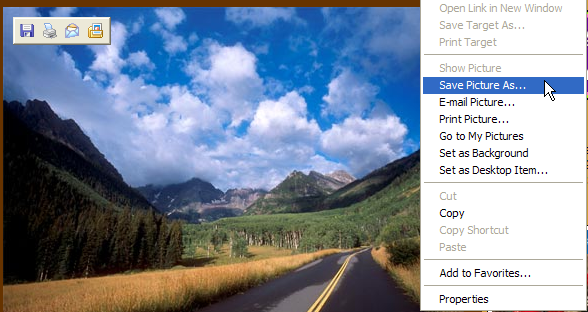 Open Link in New Window
Save Target As...
Print Target
Show Picture
Save Picture As...
E-mail Picture...
Print Picture...
Go to My Pictures
Set as Background
Set as Desktop Item...
Cut
Copy
Copy Shortcut
Paste
Add to Favorites...
Properties